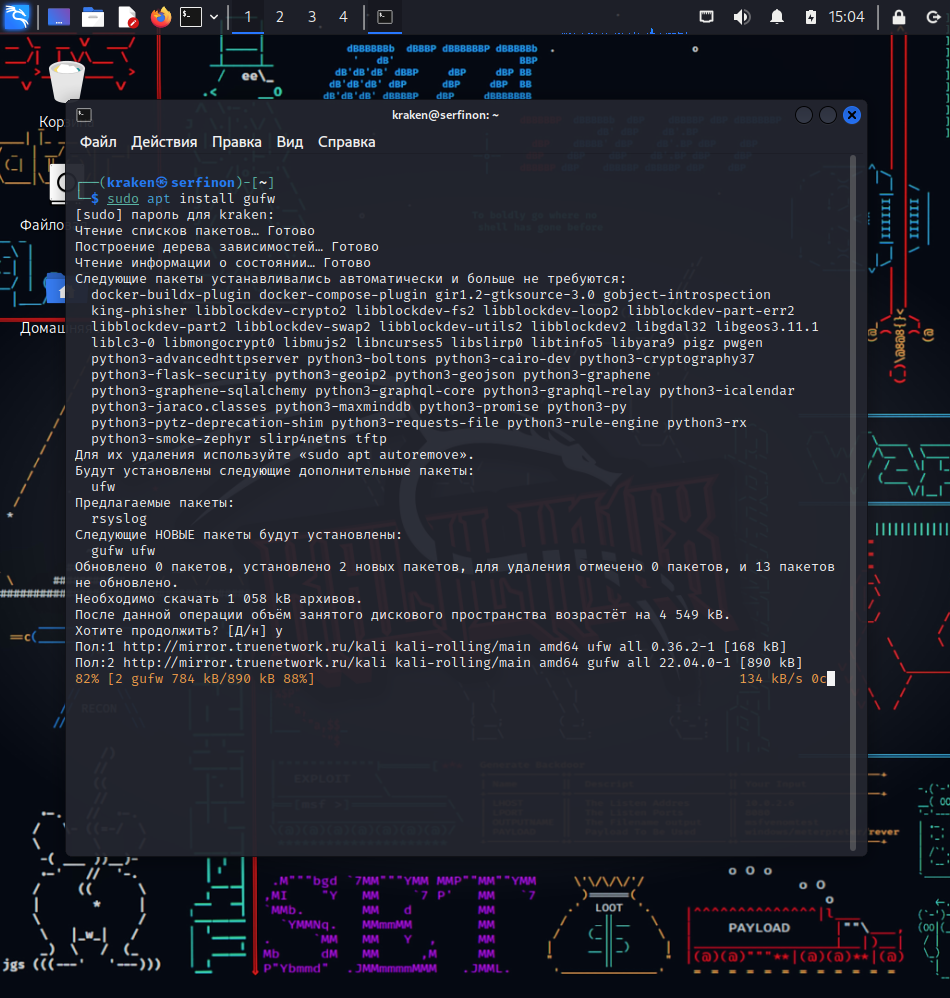 1 2 3 4 15:04
kraken@serfinon: ~
Файл Действия Правка Вид Справка
┌──(kraken㉿serfinon)-[~]
└─$ sudo apt install gufw
[sudo] пароль для kraken:
Чтение списков пакетов… Готово
Построение дерева зависимостей… Готово
Чтение информации о состоянии… Готово
Следующие пакеты устанавливались автоматически и больше не требуются:
docker-buildx-plugin docker-compose-plugin gir1.2-gtksource-3.0 gobject-introspection
king-phisher libblockdev-crypto2 libblockdev-fs2 libblockdev-loop2 libblockdev-part-err2
libblockdev-part2 libblockdev-swap2 libblockdev-utils2 libblockdev2 libgdal32 libgeos3.11.1
liblc3-0 libmongocrypt0 libmujs2 libncurses5 libslirp0 libtinfo5 libyara9 pigz pwgen
python3-advancedhttpserver python3-boltons python3-cairo-dev python3-cryptography37
python3-flask-security python3-geoip2 python3-geojson python3-graphene
python3-graphene-sqlalchemy python3-graphql-core python3-graphql-relay python3-icalendar
python3-jaraco.classes python3-maxminddb python3-promise python3-py
python3-pytz-deprecation-shim python3-requests-file python3-rule-engine python3-rx
python3-smoke-zephyr slirp4netns tftp
Для их удаления используйте «sudo apt autoremove».
Будут установлены следующие дополнительные пакеты:
ufw
Предлагаемые пакеты:
rsyslog
Следующие НОВЫЕ пакеты будут установлены:
gufw ufw
Обновлено 0 пакетов, установлено 2 новых пакетов, для удаления отмечено 0 пакетов, и 13 пакетов
не обновлено.
Необходимо скачать 1 058 kB архивов.
После данной операции объём занятого дискового пространства возрастёт на 4 549 kB.
Хотите продолжить? [Д/н] y
Пол:1 http://mirror.truenetwork.ru/kali kali-rolling/main amd64 ufw all 0.36.2-1 [168 kB]
Пол:2 http://mirror.truenetwork.ru/kali kali-rolling/main amd64 gufw all 22.04.0-1 [890 kB]
82% [2 gufw 784 kB/890 kB 88%] 134 kB/s 0с
RECON
EXPLOIT
LOOT
PAYLOAD
jgs